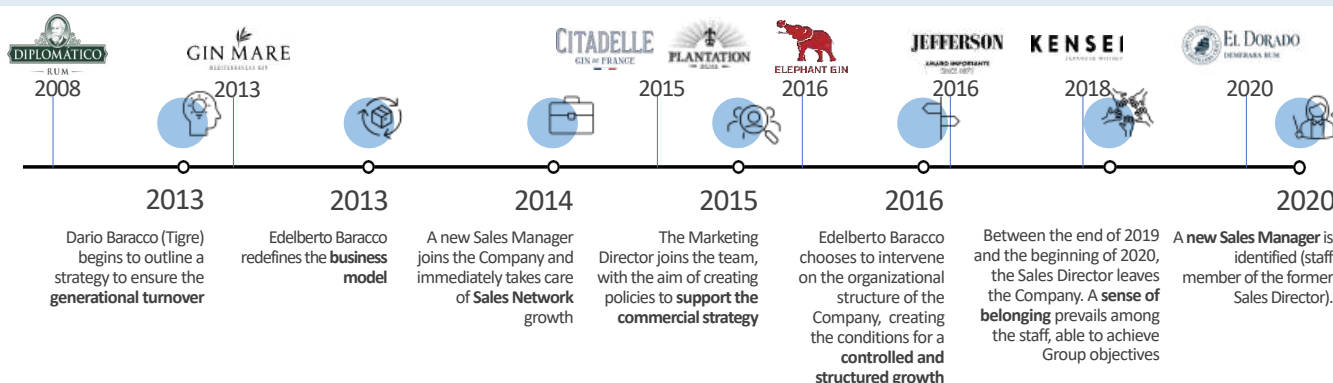 DIPLOMÁTICO
RUM
2008
GIN MARE
MEDITERRANEAN GIN
2013
CITADELLE
GIN DE FRANCE
PLANTATION
RUM
2015
ELEPHANT GIN
2016
JEFFERSON
AMARO IMPORTANTE
SINCE 1871
2016
KENSEI
JAPANESE WHISKY
2018
EL DORADO
DEMERARA RUM
2020
2013
Dario Baracco (Tigre)
begins to outline a
strategy to ensure the
generational turnover
2013
Edelberto Baracco
redefines the business
model
2014
A new Sales Manager
joins the Company and
immediately takes care
of Sales Network
growth
2015
The Marketing
Director joins the team,
with the aim of creating
policies to support the
commercial strategy
2016
Edelberto Baracco
chooses to intervene
on the organizational
structure of the
Company, creating
the conditions for a
controlled and
structured growth
Between the end of 2019
and the beginning of 2020,
the Sales Director leaves
the Company. A sense of
belonging prevails among
the staff, able to achieve
Group objectives
2020
A new Sales Manager is
identified (staff
member of the former
Sales Director).